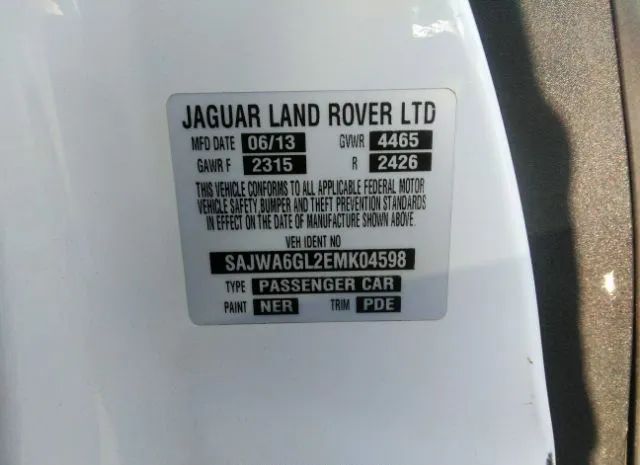 JAGUAR LAND ROVER LTD
MFD DATE 06/13 GVWR 4465
GAWR F 2315 R 2426
THIS VEHICLE CONFORMS TO ALL APPLICABLE FEDERAL MOTOR
VEHICLE SAFETY,BUMPER AND THEFT PREVENTION STANDARDS
IN EFFECT ON THE DATE OF MANUFACTURE SHOWN ABOVE.
VEH IDENT NO
SAJWA6GL2EMK04598
TYPE PASSENGER CAR
PAINT NER TRIM PDE